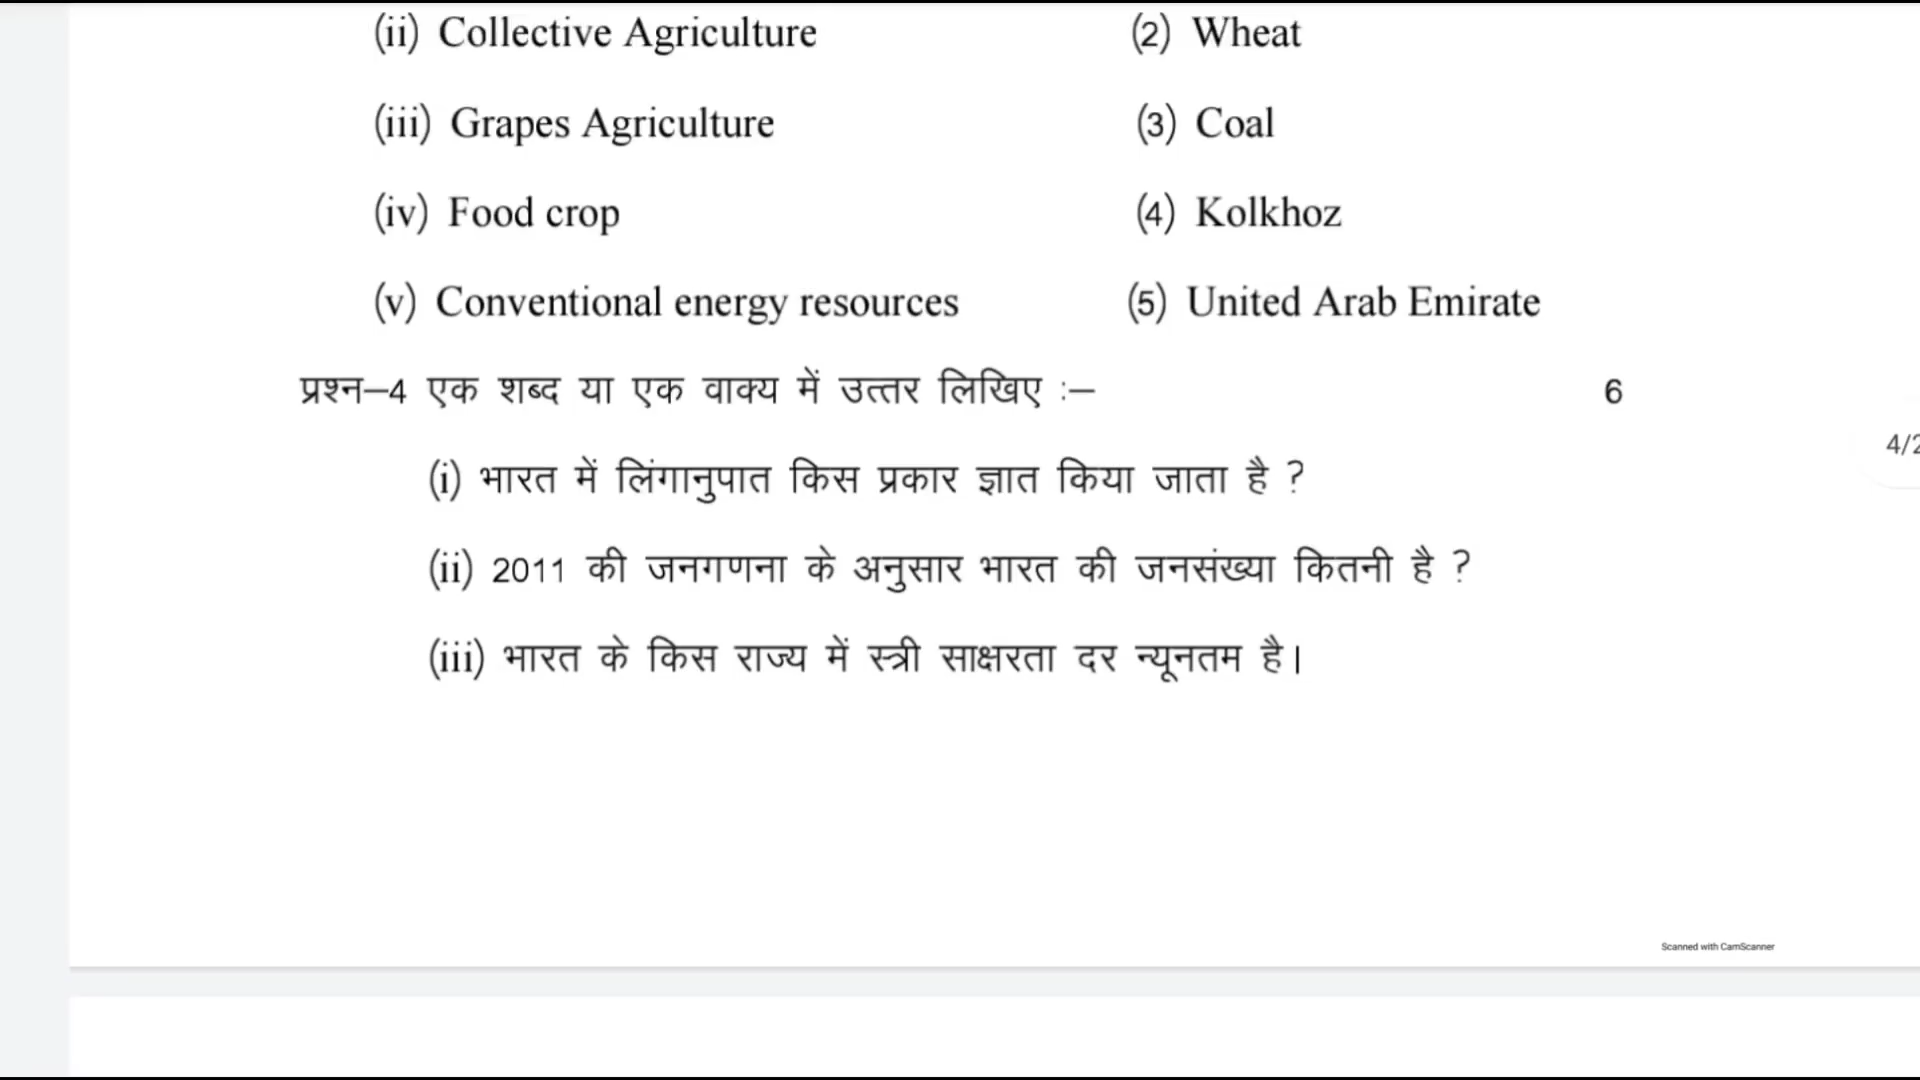 (ii) Collective Agriculture (2) Wheat
(iii) Grapes Agriculture (3) Coal
(iv) Food crop (4) Kolkhoz
(v) Conventional energy resources (5) United Arab Emirate
प्रश्न–4 एक शब्द या एक वाक्य में उत्तर लिखिए :– 6
(i) भारत में लिंगानुपात किस प्रकार ज्ञात किया जाता है ?
(ii) 2011 की जनगणना के अनुसार भारत की जनसंख्या कितनी है ?
(iii) भारत के किस राज्य में स्त्री साक्षरता दर न्यूनतम है।
4/2
Scanned with CamScanner